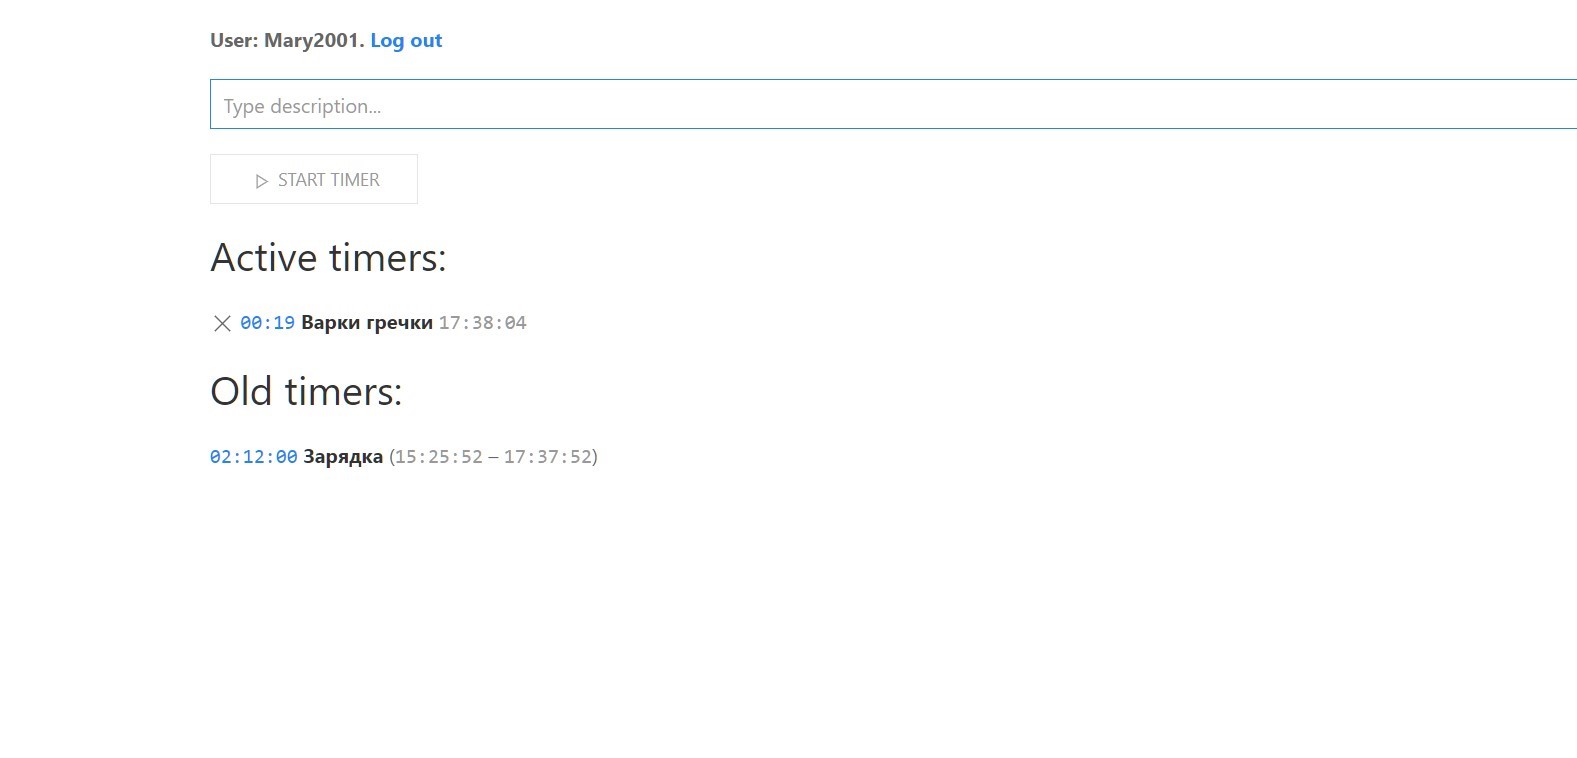 User: Mary2001. Log out
Type description...
START TIMER
Active timers:
00:19 Варки гречки 17:38:04
Old timers:
02:12:00 Зарядка (15:25:52 – 17:37:52)